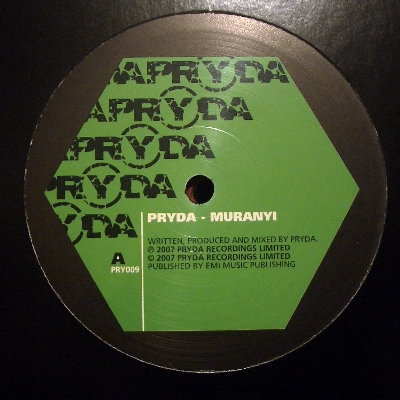 APRYDA
APRYDA
PRYDA
PRYDA
YDA
PRYDA - MURANYI
WRITTEN, PRODUCED AND MIXED BY PRYDA.
℗ 2007 PRYDA RECORDINGS LIMITED
© 2007 PRYDA RECORDINGS LIMITED
PUBLISHED BY EMI MUSIC PUBLISHING
A
PRY009